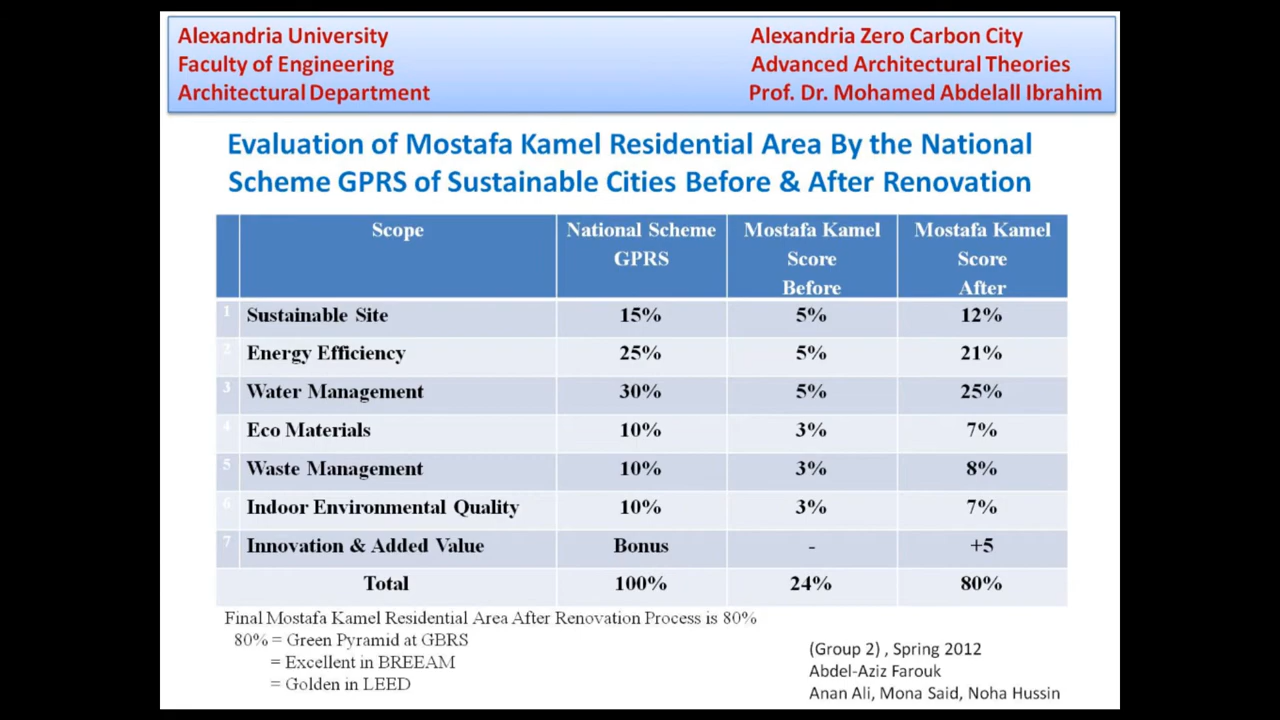 Alexandria University
Faculty of Engineering
Architectural Department
Alexandria Zero Carbon City
Advanced Architectural Theories
Prof. Dr. Mohamed Abdelall Ibrahim
Evaluation of Mostafa Kamel Residential Area By the National
Scheme GPRS of Sustainable Cities Before & After Renovation
Scope National Scheme GPRS Mostafa Kamel Score Before Mostafa Kamel Score After
1 Sustainable Site 15% 5% 12%
2 Energy Efficiency 25% 5% 21%
3 Water Management 30% 5% 25%
4 Eco Materials 10% 3% 7%
5 Waste Management 10% 3% 8%
6 Indoor Environmental Quality 10% 3% 7%
7 Innovation & Added Value Bonus - +5
Total 100% 24% 80%
Final Mostafa Kamel Residential Area After Renovation Process is 80%
80% = Green Pyramid at GBRS
= Excellent in BREEAM
= Golden in LEED
(Group 2) , Spring 2012
Abdel-Aziz Farouk
Anan Ali, Mona Said, Noha Hussin